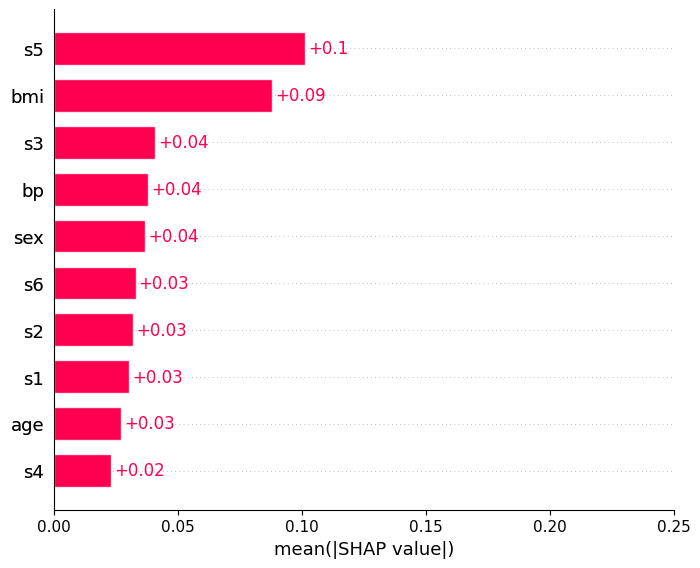 s5 +0.1
bmi +0.09
s3 +0.04
bp +0.04
sex +0.04
s6 +0.03
s2 +0.03
s1 +0.03
age +0.03
s4 +0.02
0.00 0.05 0.10 0.15 0.20 0.25
mean(|SHAP value|)